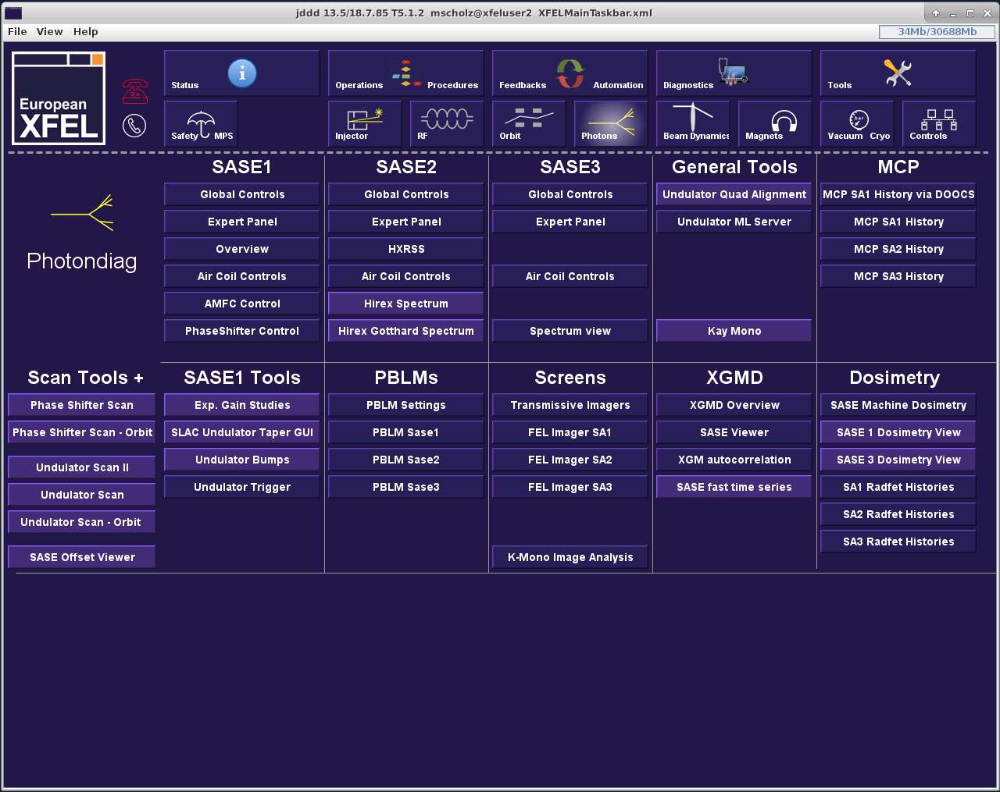 jddd 13.5/18.7.85 T5.1.2 mscholz@xfeluser2 XFELMainTaskbar.xml
File View Help
34Mb/30688Mb
European
XFEL
24
Status
Operations Procedures
Feedbacks Automation
Diagnostics
Tools
Safety MPS
Injector
RF
Orbit
Photons
Beam Dynamics
Magnets
bar
Vacuum Cryo
Controls
Photondiag
SASE1
Global Controls
Expert Panel
Overview
Air Coil Controls
AMFC Control
PhaseShifter Control
SASE2
Global Controls
Expert Panel
HXRSS
Air Coil Controls
Hirex Spectrum
Hirex Gotthard Spectrum
SASE3
Global Controls
Expert Panel
Air Coil Controls
Spectrum view
General Tools
Undulator Quad Alignment
Undulator ML Server
Kay Mono
MCP
MCP SA1 History via DOOCS
MCP SA1 History
MCP SA2 History
MCP SA3 History
Scan Tools +
Phase Shifter Scan
Phase Shifter Scan - Orbit
Undulator Scan II
Undulator Scan
Undulator Scan - Orbit
SASE Offset Viewer
SASE1 Tools
Exp. Gain Studies
SLAC Undulator Taper GUI
Undulator Bumps
Undulator Trigger
PBLMs
PBLM Settings
PBLM Sase1
PBLM Sase2
PBLM Sase3
Screens
Transmissive Imagers
FEL Imager SA1
FEL Imager SA2
FEL Imager SA3
K-Mono Image Analysis
XGMD
XGMD Overview
SASE Viewer
XGM autocorrelation
SASE fast time series
Dosimetry
SASE Machine Dosimetry
SASE 1 Dosimetry View
SASE 3 Dosimetry View
SA1 Radfet Histories
SA2 Radfet Histories
SA3 Radfet Histories